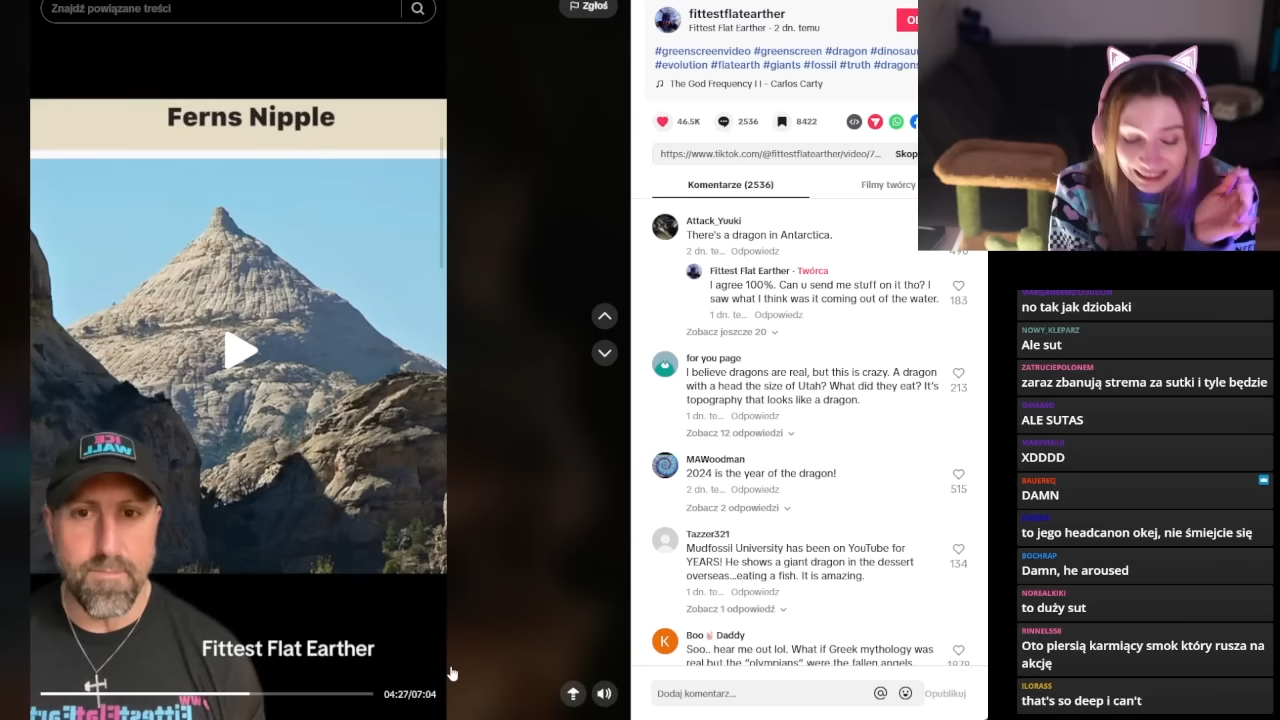 Znajdź powiązane treści
Zgłoś
Ferns Nipple
ICE
WALL
Fittest Flat Earther
04:27/07:04
fittestflatearther
Fittest Flat Earther · 2 dn. temu
#greenscreenvideo #greenscreen #dragon #dinosau
#evolution #flatearth #giants #fossil #truth #dragons
The God Frequency I I - Carlos Carty
46.5K
2536
8422
https://www.tiktok.com/@fittestflatearther/video/7...
Skop
Komentarze (2536)
Filmy twórcy
Attack_Yuuki
There's a dragon in Antarctica.
2 dn. te... Odpowiedz
Fittest Flat Earther · Twórca
I agree 100%. Can u send me stuff on it tho? I
saw what I think was it coming out of the water.
183
1 dn. te... Odpowiedz
Zobacz jeszcze 20
for you page
I believe dragons are real, but this is crazy. A dragon
with a head the size of Utah? What did they eat? It's
topography that looks like a dragon.
213
1 dn. te... Odpowiedz
Zobacz 12 odpowiedzi
MAWoodman
2024 is the year of the dragon!
515
2 dn. te... Odpowiedz
Zobacz 2 odpowiedzi
Tazzer321
Mudfossil University has been on YouTube for
YEARS! He shows a giant dragon in the dessert
overseas...eating a fish. It is amazing.
134
1 dn. te... Odpowiedz
Zobacz 1 odpowiedź
K
Boo Daddy
Soo.. hear me out lol. What if Greek mythology was
real but the "olympians" were the fallen angels
Dodaj komentarz...
Opublikuj
no tak jak dziobaki
NOWY_KLEPARZ
Ale sut
ZATRUCIEPOLONEM
zaraz zbanują strema za sutki i tyle będzie
ALE SUTAS
XDDDD
BAUEREQ
DAMN
to jego headcanon okej, nie śmiejcie się
BOCHRAP
Damn, he aroused
NOREALKIKI
to duży sut
RINNEL558
Oto piersią karmiący smok który rusza na
akcję
ILORASS
that's so deep i can't